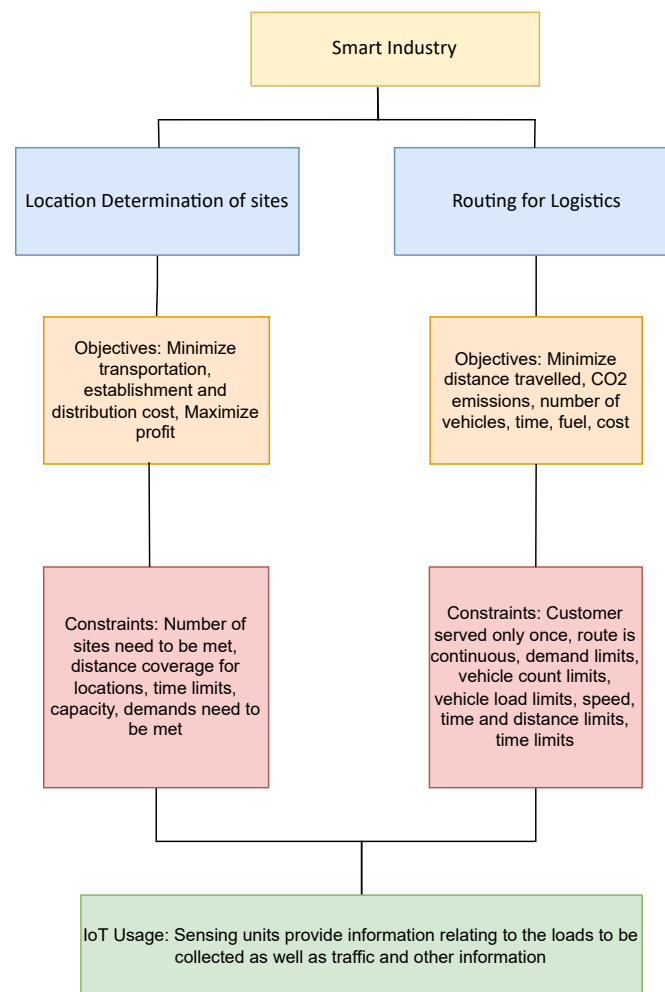 Smart Industry
Location Determination of sites
Routing for Logistics
Objectives: Minimize
transportation,
establishment and
distribution cost, Maximize
profit
Objectives: Minimize
distance travelled, CO2
emissions, number of
vehicles, time, fuel, cost
Constraints: Number of
sites need to be met,
distance coverage for
locations, time limits,
capacity, demands need to
be met
Constraints: Customer
served only once, route is
continuous, demand limits,
vehicle count limits,
vehicle load limits, speed,
time and distance limits,
time limits
IoT Usage: Sensing units provide information relating to the loads to be
collected as well as traffic and other information